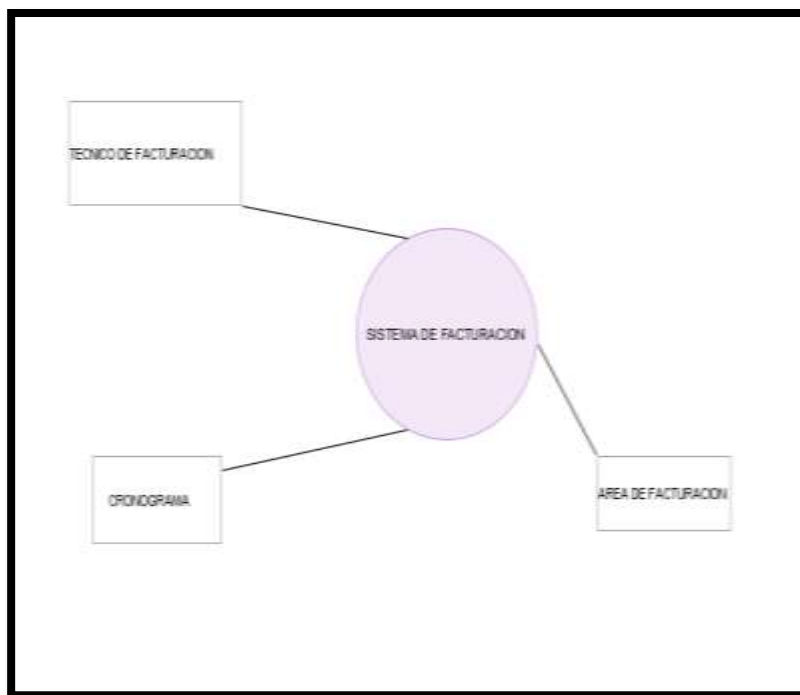 TECNICO DE FACTURACION
SISTEMA DE FACTURACION
CRONOGRAMA
AREA DE FACTURACION